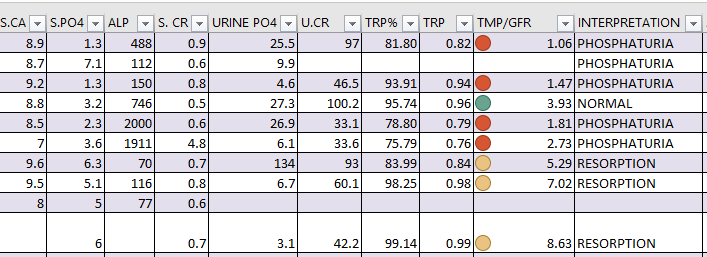 S.CA S.PO4 ALP S. CR URINE PO4 U.CR TRP% TRP TMP/GFR INTERPRETATION
8.9 1.3 488 0.9 25.5 97 81.80 0.82 1.06 PHOSPHATURIA
8.7 7.1 112 0.6 9.9 PHOSPHATURIA
9.2 1.3 150 0.8 4.6 46.5 93.91 0.94 1.47 PHOSPHATURIA
8.8 3.2 746 0.5 27.3 100.2 95.74 0.96 3.93 NORMAL
8.5 2.3 2000 0.6 26.9 33.1 78.80 0.79 1.81 PHOSPHATURIA
7 3.6 1911 4.8 6.1 33.6 75.79 0.76 2.73 PHOSPHATURIA
9.6 6.3 70 0.7 134 93 83.99 0.84 5.29 RESORPTION
9.5 5.1 116 0.8 6.7 60.1 98.25 0.98 7.02 RESORPTION
8 5 77 0.6
6 0.7 3.1 42.2 99.14 0.99 8.63 RESORPTION